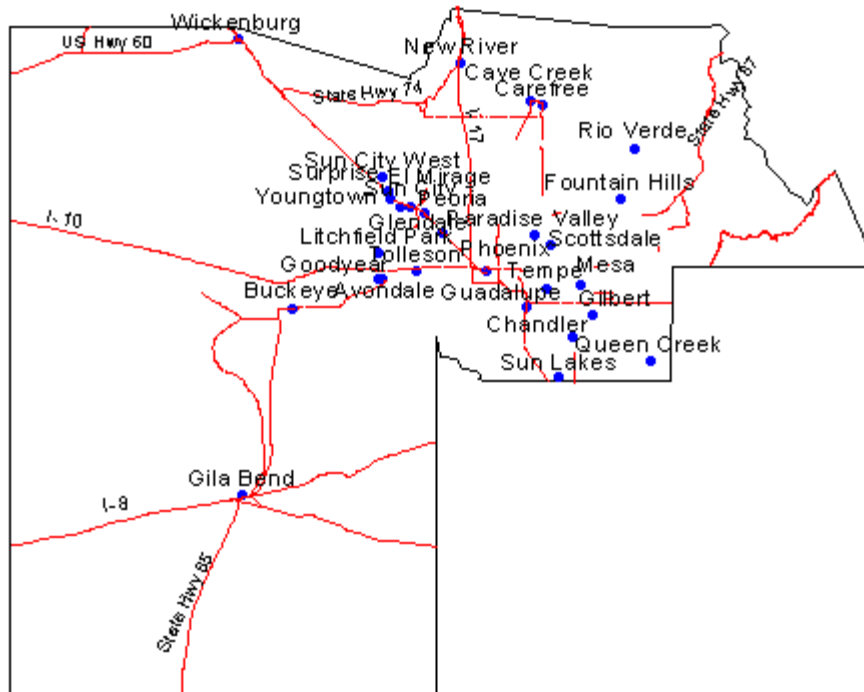 Wickenburg
US Hwy 60
New River
Cave Creek
State Hwy 74
Carefree
State Hwy 87
I-17
Rio Verde
Sun City West
Surprise
El Mirage
Sun City
Youngtown
Peoria
Fountain Hills
I-10
Glendale
Paradise Valley
Litchfield Park
Scottsdale
Phoenix
Tolleson
Goodyear
Tempe
Mesa
Buckeye
Avondale
Guadalupe
Gilbert
Chandler
Queen Creek
Sun Lakes
Gila Bend
I-8
State Hwy 85